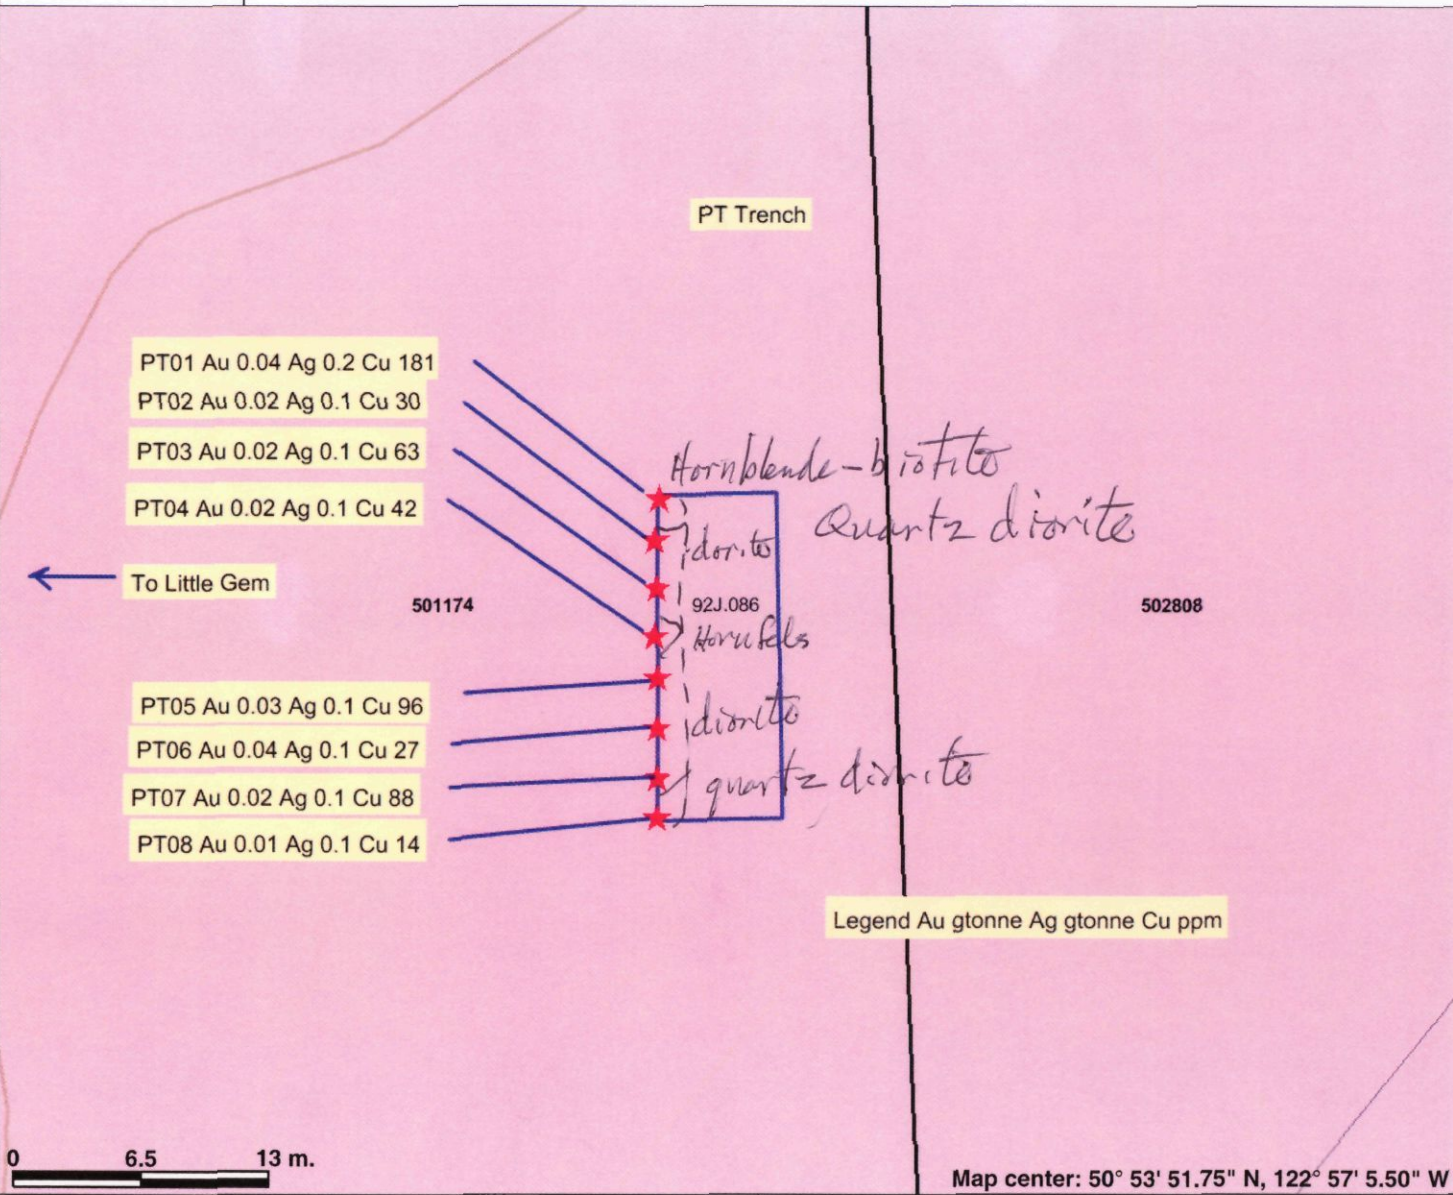 PT Trench
PT01 Au 0.04 Ag 0.2 Cu 181
PT02 Au 0.02 Ag 0.1 Cu 30
PT03 Au 0.02 Ag 0.1 Cu 63
PT04 Au 0.02 Ag 0.1 Cu 42
Hornblende-biotite
Quartz diorite
diorite
To Little Gem
501174
92J.086
502808
Hornfels
PT05 Au 0.03 Ag 0.1 Cu 96
diorite
PT06 Au 0.04 Ag 0.1 Cu 27
PT07 Au 0.02 Ag 0.1 Cu 88
quartz diorite
PT08 Au 0.01 Ag 0.1 Cu 14
Legend Au gtonne Ag gtonne Cu ppm
0 6.5 13 m.
Map center: 50° 53' 51.75" N, 122° 57' 5.50" W